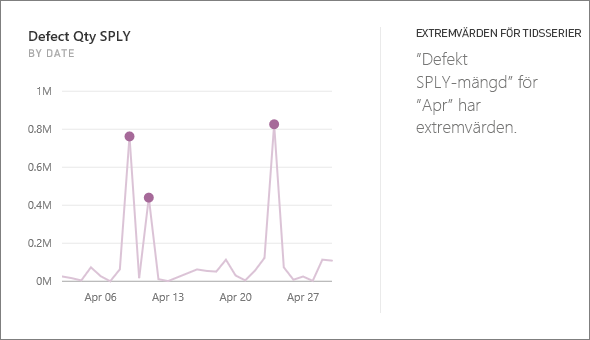 Defect Qty SPLY
BY DATE
1M
0.8M
0.6M
0.4M
0.2M
0M
Apr 06 Apr 13 Apr 20 Apr 27
EXTREMVÄRDEN FÖR TIDSSERIER
”Defekt
SPLY-mängd” för
”Apr” har
extremvärden.